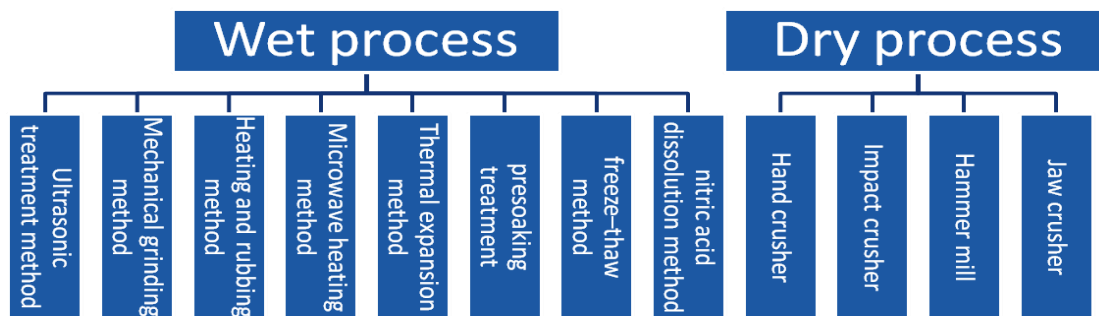 Wet process
Dry process
Ultrasonic
treatment method
Mechanical grinding
method
Heating and rubbing
method
Microwave heating
method
Thermal expansion
method
presoaking
treatment
freeze–thaw
method
nitric acid
dissolution method
Hand crusher
Impact crusher
Hammer mill
Jaw crusher